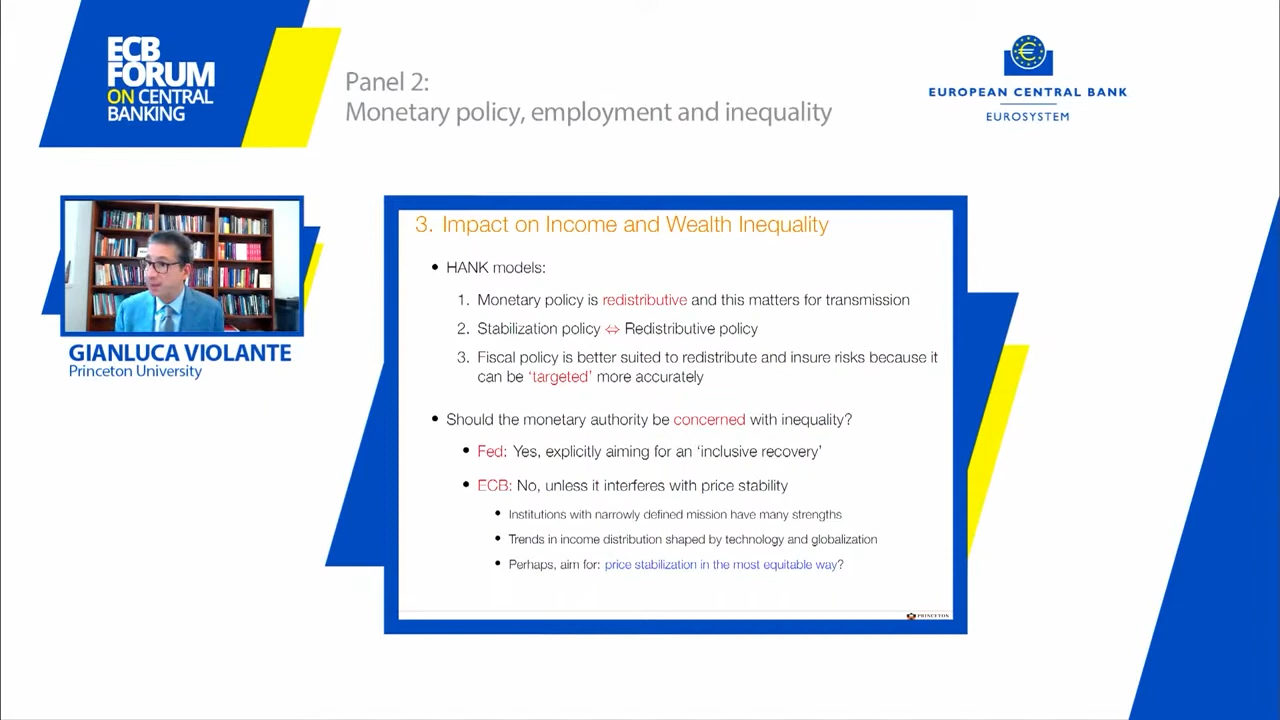 ECB
FORUM
ON CENTRAL
BANKING
Panel 2:
Monetary policy, employment and inequality
EUROPEAN CENTRAL BANK
EUROSYSTEM
GIANLUCA VIOLANTE
Princeton University
3. Impact on Income and Wealth Inequality
• HANK models:
1. Monetary policy is redistributive and this matters for transmission
2. Stabilization policy ⇔ Redistributive policy
3. Fiscal policy is better suited to redistribute and insure risks because it
can be ‘targeted’ more accurately
• Should the monetary authority be concerned with inequality?
• Fed: Yes, explicitly aiming for an ‘inclusive recovery’
• ECB: No, unless it interferes with price stability
• Institutions with narrowly defined mission have many strengths
• Trends in income distribution shaped by technology and globalization
• Perhaps, aim for: price stabilization in the most equitable way?
PRINCETON